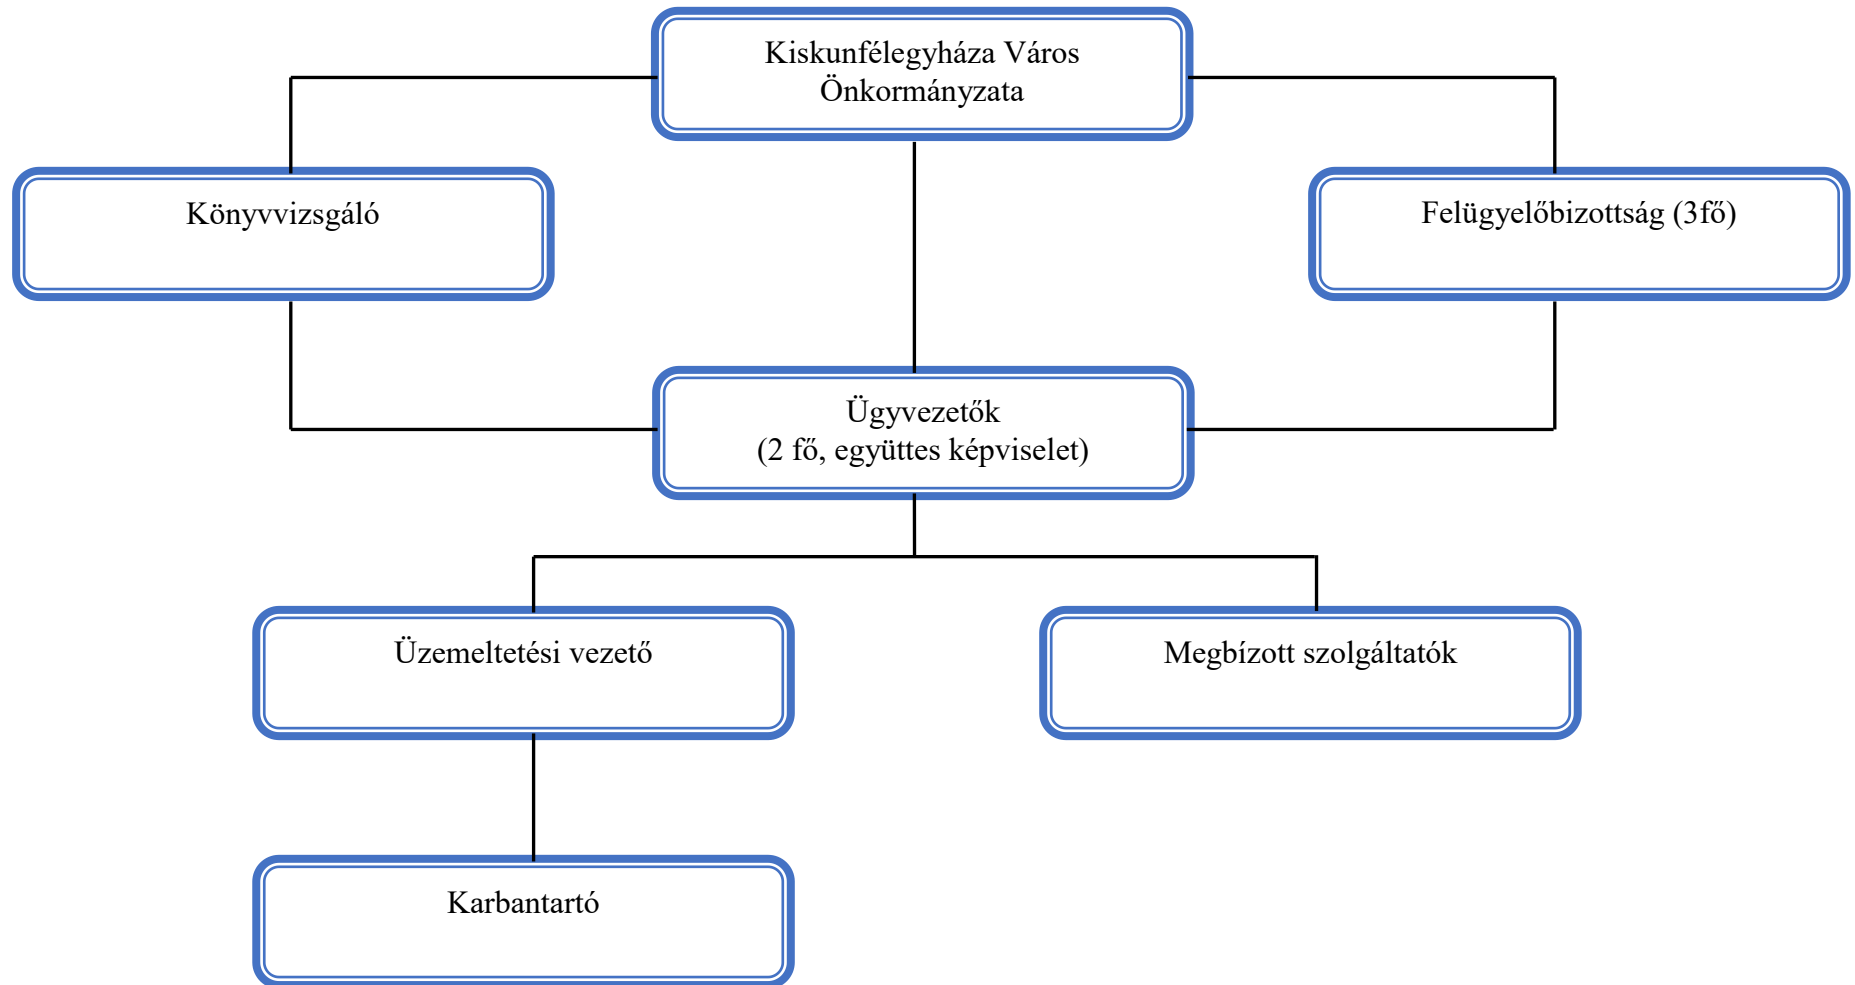 Kiskunfélegyháza Város
Önkormányzata
Könyvvizsgáló
Felügyelőbizottság (3fő)
Ügyvezetők
(2 fő, együttes képviselet)
Üzemeltetési vezető
Megbízott szolgáltatók
Karbantartó